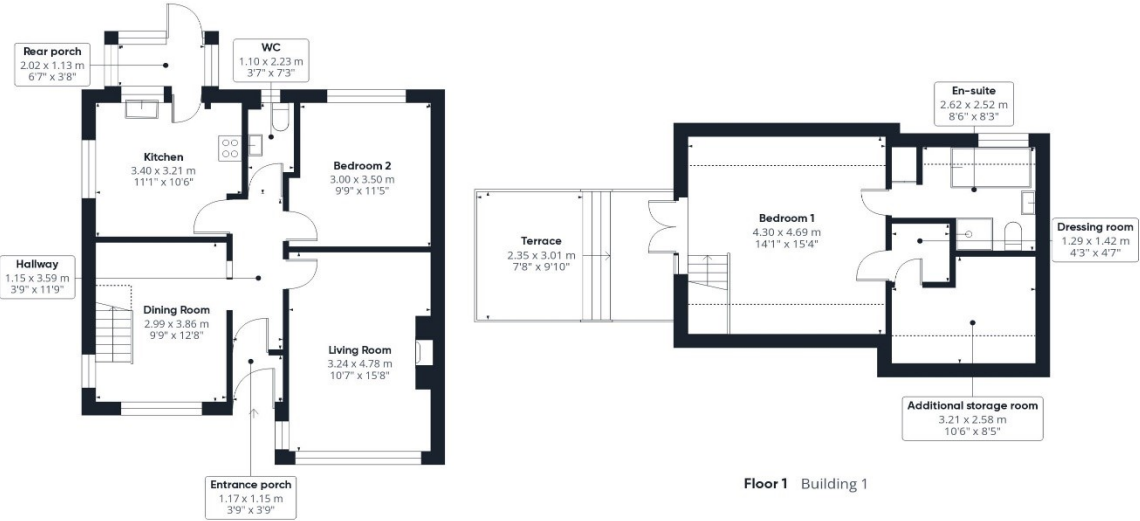 Rear porch
2.02 x 1.13 m
6'7" x 3'8"
WC
1.10 x 2.23 m
3'7" x 7'3"
Kitchen
3.40 x 3.21 m
11'1" x 10'6"
Bedroom 2
3.00 x 3.50 m
9'9" x 11'5"
Hallway
1.15 x 3.59 m
3'9" x 11'9"
Dining Room
2.99 x 3.86 m
9'9" x 12'8"
Living Room
3.24 x 4.78 m
10'7" x 15'8"
Entrance porch
1.17 x 1.15 m
3'9" x 3'9"
En-suite
2.62 x 2.52 m
8'6" x 8'3"
Bedroom 1
4.30 x 4.69 m
14'1" x 15'4"
Terrace
2.35 x 3.01 m
7'8" x 9'10"
Dressing room
1.29 x 1.42 m
4'3" x 4'7"
Additional storage room
3.21 x 2.58 m
10'6" x 8'5"
Floor 1 Building 1